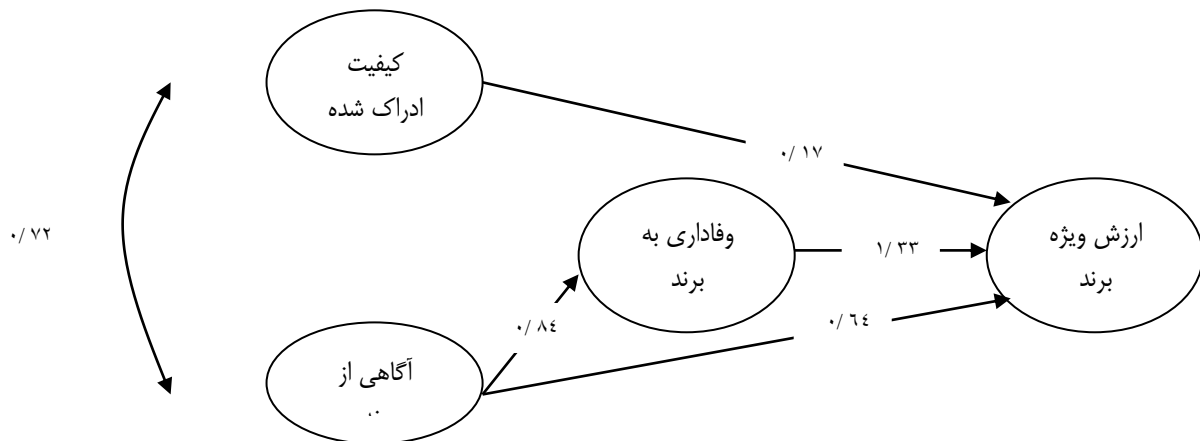 کیفیت
ادراک شده
۰/ ۱۷
۰/ ۷۲
وفاداری به
برند
۱/ ۳۳
ارزش ویژه
برند
۰/ ۸٤
۰/ ٦٤
آگاهی از